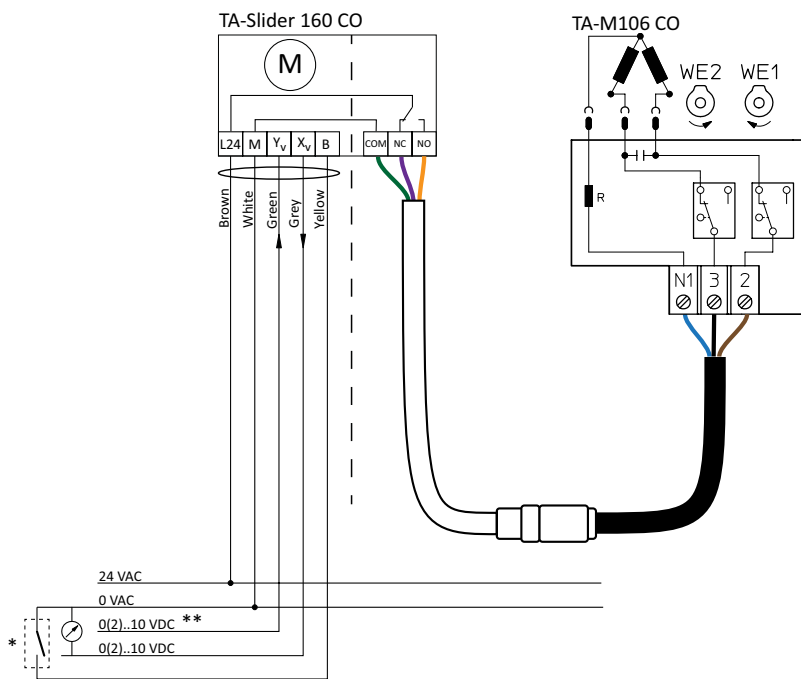 TA-Slider 160 CO
TA-M106 CO
M
WE2
WE1
L24 M Yv Xv B
COM NC NO
Brown
White
Green
Grey
Yellow
R
N1 3 2
24 VAC
0 VAC
0(2)..10 VDC **
0(2)..10 VDC
*